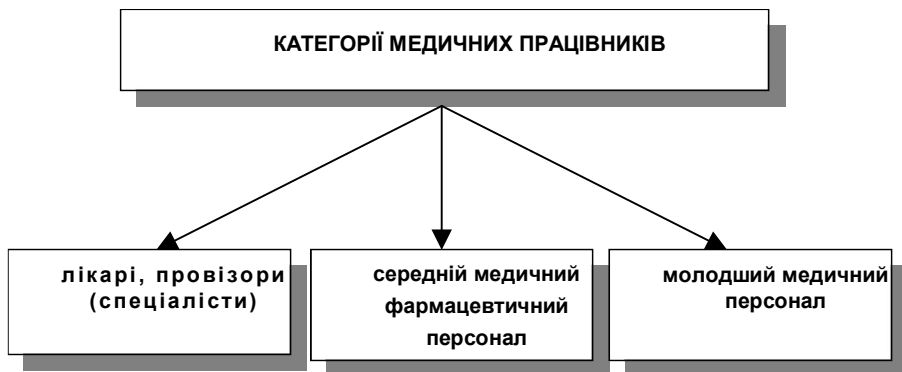 КАТЕГОРІЇ МЕДИЧНИХ ПРАЦІВНИКІВ
лікарі, провізори
(спеціалісти)
середній медичний
фармацевтичний
персонал
молодший медичний
персонал